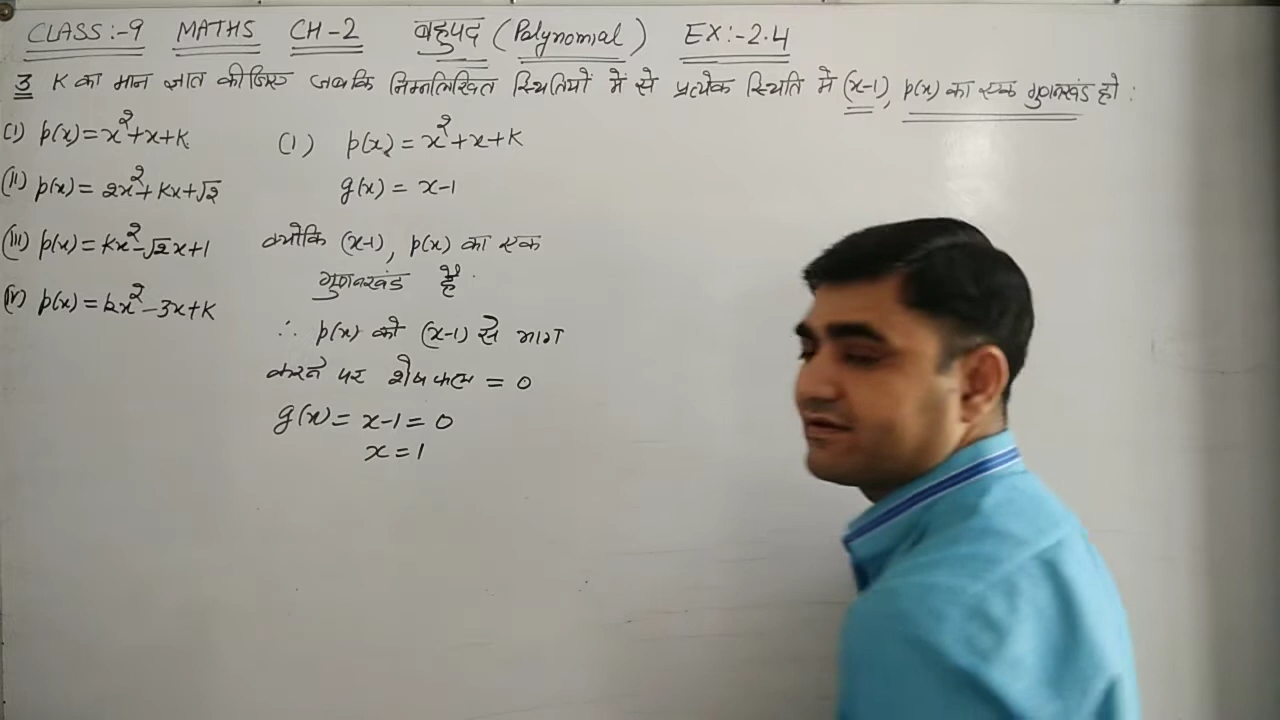 CLASS:-9 MATHS CH-2 बहुपद (Polynomial) EX:-2.4
3 K का मान ज्ञात कीजिए जबकि निम्नलिखित स्थितियों में से प्रत्येक स्थिति में (x-1), p(x) का एक गुणनखंड हो :
(i) p(x)=x²+x+K
(ii) p(x)= 2x²+Kx+√2
(iii) p(x)=Kx²-√2x+1
(iv) p(x)=kx²-3x+K
(i) p(x)=x²+x+K
g(x)= x-1
क्योंकि (x-1), p(x) का एक
गुणनखंड है.
∴ p(x) को (x-1) से भाग
करने पर शेषफल = 0
g(x)= x-1=0
x=1